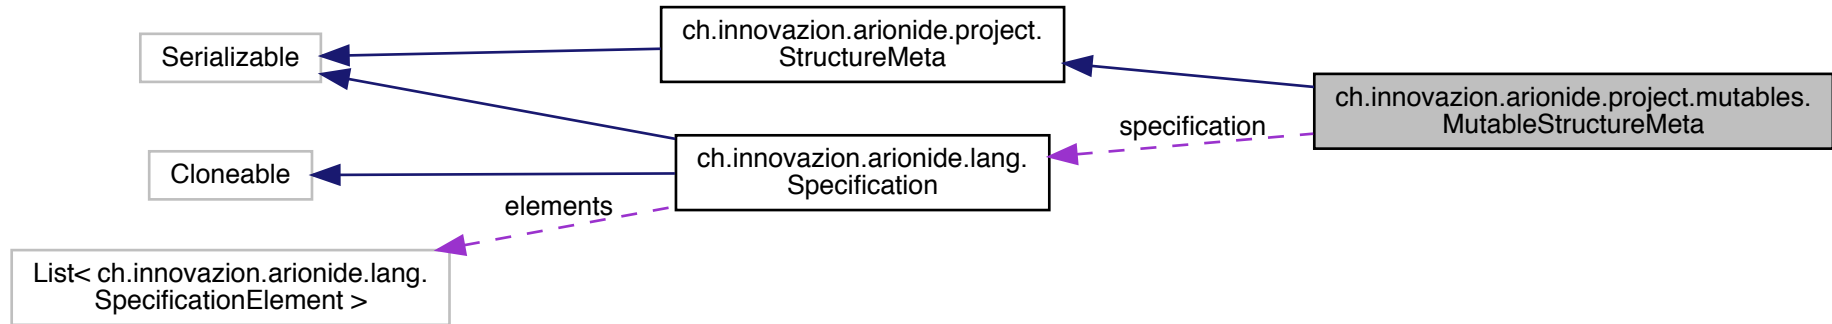 Serializable
ch.innovazion.arionide.project.
StructureMeta
ch.innovazion.arionide.project.mutables.
MutableStructureMeta
specification
Cloneable
ch.innovazion.arionide.lang.
Specification
elements
List< ch.innovazion.arionide.lang.
SpecificationElement >